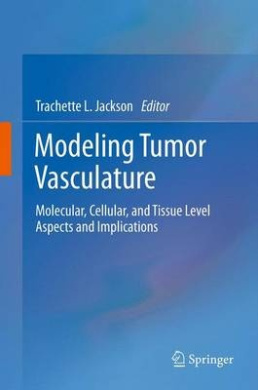 Trachette L. Jackson Editor
Modeling Tumor
Vasculature
Molecular, Cellular, and Tissue Level
Aspects and Implications
Springer